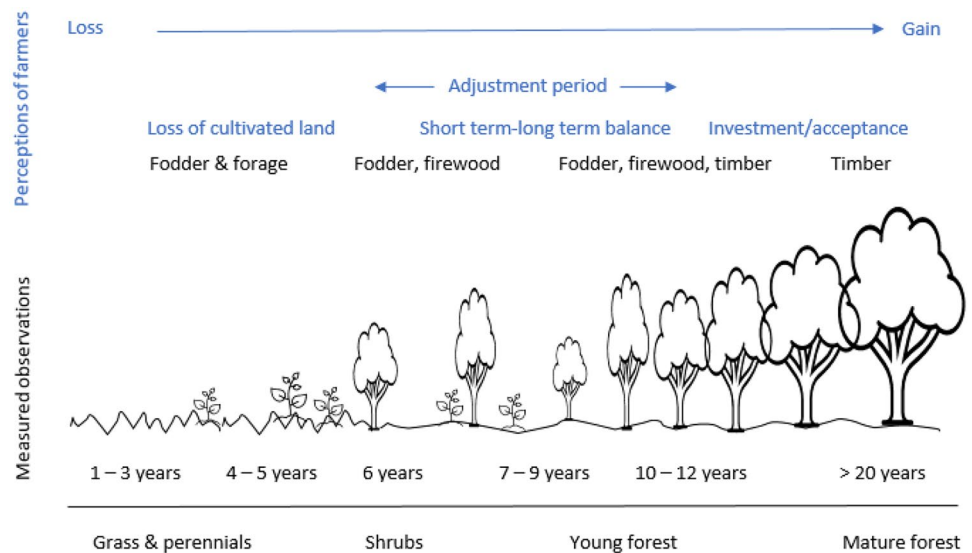 Perceptions of farmers
Loss
Gain
Adjustment period
Loss of cultivated land
Short term-long term balance
Investment/acceptance
Fodder & forage
Fodder, firewood
Fodder, firewood, timber
Timber
Measured observations
1 – 3 years
4 – 5 years
6 years
7 – 9 years
10 – 12 years
> 20 years
Grass & perennials
Shrubs
Young forest
Mature forest